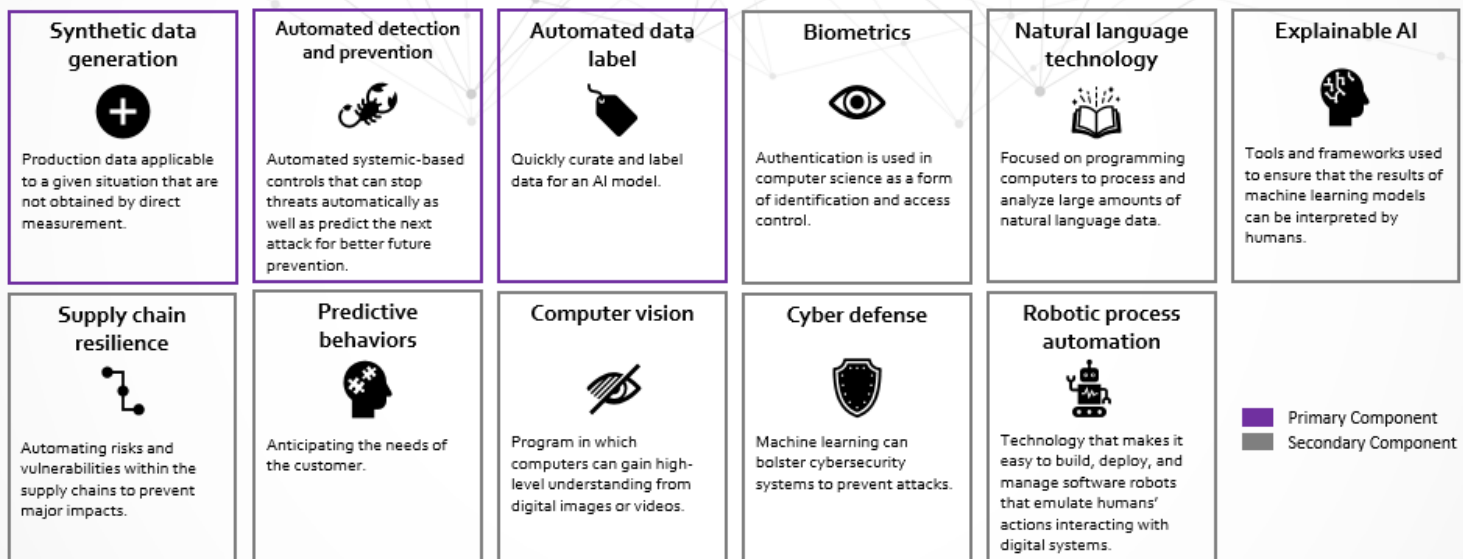 Synthetic data
generation
Production data applicable
to a given situation that are
not obtained by direct
measurement.
Automated detection
and prevention
Automated systemic-based
controls that can stop
threats automatically as
well as predict the next
attack for better future
prevention.
Automated data
label
Quickly curate and label
data for an AI model.
Biometrics
Authentication is used in
computer science as a form
of identification and access
control.
Natural language
technology
Focused on programming
computers to process and
analyze large amounts of
natural language data.
Explainable AI
Tools and frameworks used
to ensure that the results of
machine learning models
can be interpreted by
humans.
Supply chain
resilience
Automating risks and
vulnerabilities within the
supply chains to prevent
major impacts.
Predictive
behaviors
Anticipating the needs of
the customer.
Computer vision
Program in which
computers can gain high-
level understanding from
digital images or videos.
Cyber defense
Machine learning can
bolster cybersecurity
systems to prevent attacks.
Robotic process
automation
Technology that makes it
easy to build, deploy, and
manage software robots
that emulate humans’
actions interacting with
digital systems.
Primary Component
Secondary Component